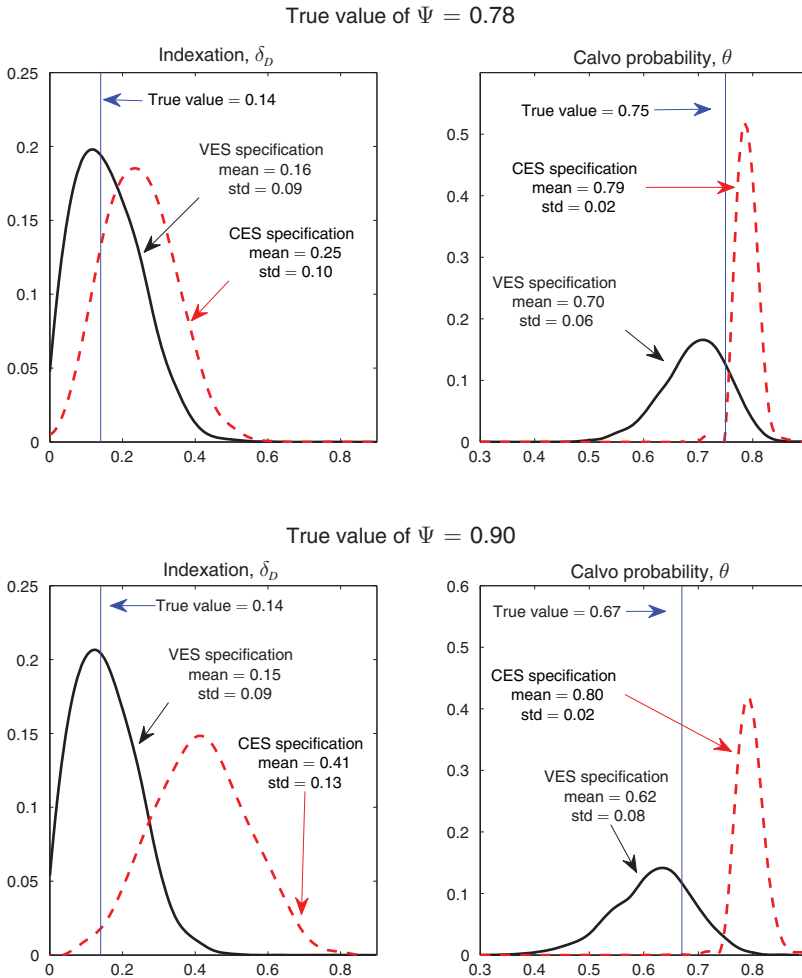 True value of Ψ = 0.78
Indexation, δ_D
0.25
0.2
0.15
0.1
0.05
0
0
0.2
0.4
0.6
0.8
True value = 0.14
VES specification
mean = 0.16
std = 0.09
CES specification
mean = 0.25
std = 0.10
Calvo probability, θ
0.5
0.4
0.3
0.2
0.1
0
0.3
0.4
0.5
0.6
0.7
0.8
True value = 0.75
CES specification
mean = 0.79
std = 0.02
VES specification
mean = 0.70
std = 0.06
True value of Ψ = 0.90
Indexation, δ_D
0.25
0.2
0.15
0.1
0.05
0
0
0.2
0.4
0.6
0.8
True value = 0.14
VES specification
mean = 0.15
std = 0.09
CES specification
mean = 0.41
std = 0.13
Calvo probability, θ
0.6
0.5
0.4
0.3
0.2
0.1
0
0.3
0.4
0.5
0.6
0.7
0.8
True value = 0.67
CES specification
mean = 0.80
std = 0.02
VES specification
mean = 0.62
std = 0.08